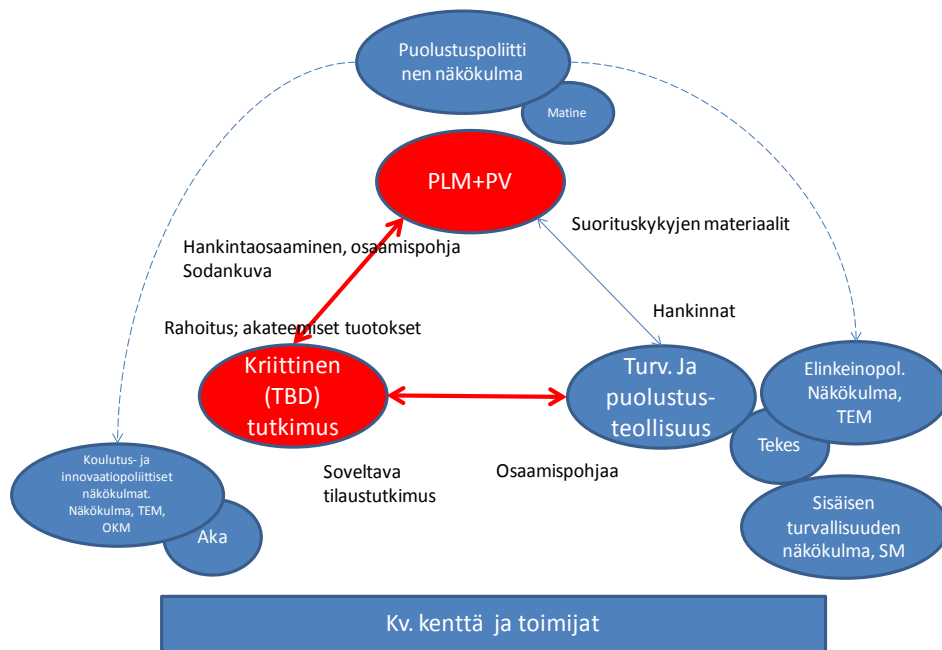 Puolustuspoliitti
nen näkökulma
Matine
PLM+PV
Suorituskykyjen materiaalit
Hankintaosaaminen, osaamispohja
Sodankuva
Hankinnat
Rahoitus; akateemiset tuotokset
Kriittinen
(TBD)
tutkimus
Turv. Ja
puolustus-
teollisuus
Elinkeinopol.
Näkökulma,
TEM
Tekes
Koulutus- ja
innovaatiopoliittiset
näkökulmat.
Näkökulma, TEM,
OKM
Aka
Soveltava
tilaustutkimus
Osaamispohjaa
Sisäisen
turvallisuuden
näkökulma, SM
Kv. kenttä ja toimijat